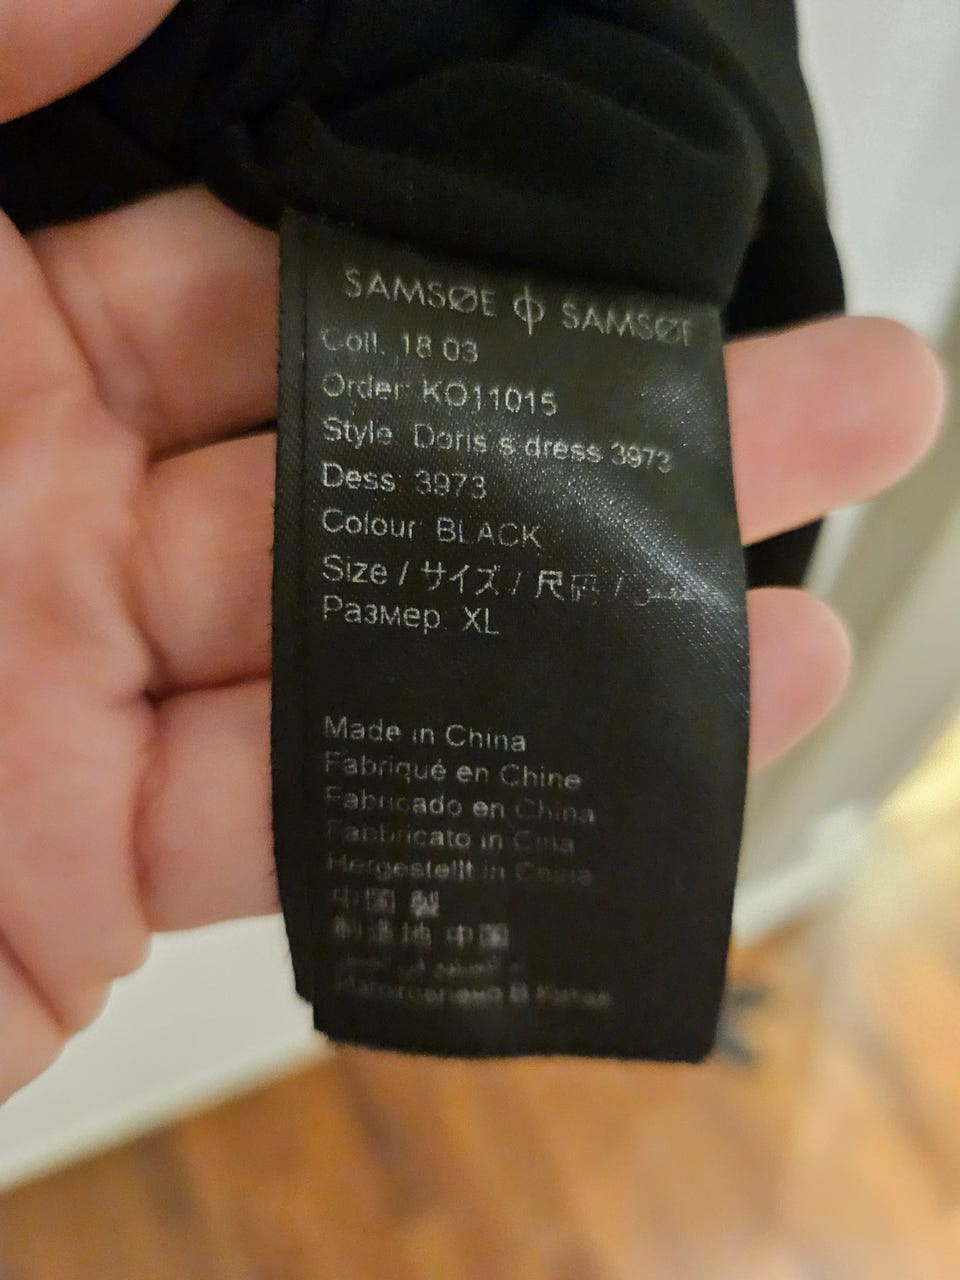 SAMSØE Φ SAMSØE
Coll. 18 03
Order: KO11015
Style: Doris s dress 3973
Dess: 3973
Colour: BLACK
Size / サイズ / 尺码 /
Размер: XL
Made in China
Fabriqué en Chine
Fabricado en China
Fabbricato in Cina
Hergestellt in China
中国製
制造地 中国